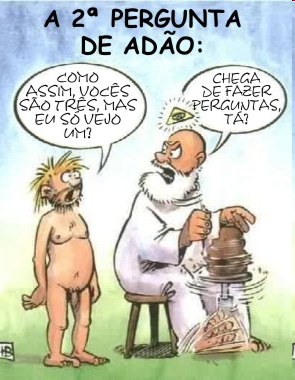 A 2ª PERGUNTA
DE ADÃO:
COMO
ASSIM, VOCÊS
SÃO TRÊS, MAS
EU SÓ VEJO
UM?
CHEGA
DE FAZER
PERGUNTAS,
TÁ?